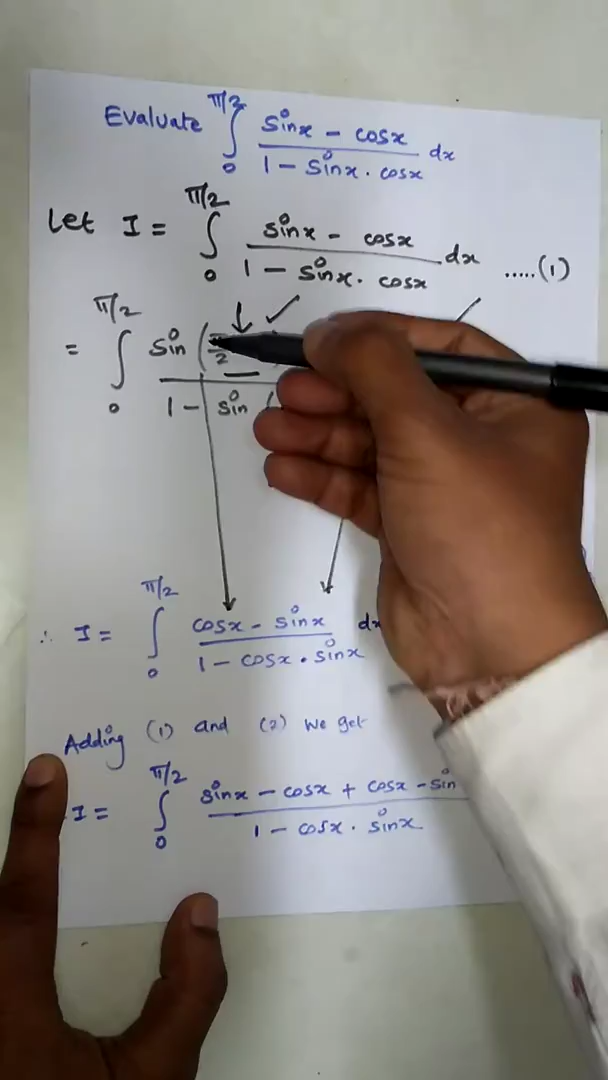 Evaluate ∫₀^{π/2} (sinx − cosx)/(1 − sinx . cosx) dx
Let I = ∫₀^{π/2} (sinx − cosx)/(1 − sinx . cosx) dx .....(1)
= ∫₀^{π/2} sin ( /2 / 1 − sin (
∴ I = ∫₀^{π/2} (cosx − sinx)/(1 − cosx . sinx) dx
Adding (1) and (2) we get
I = ∫₀^{π/2} (sinx − cosx + cosx − sin)/(1 − cosx . sinx)